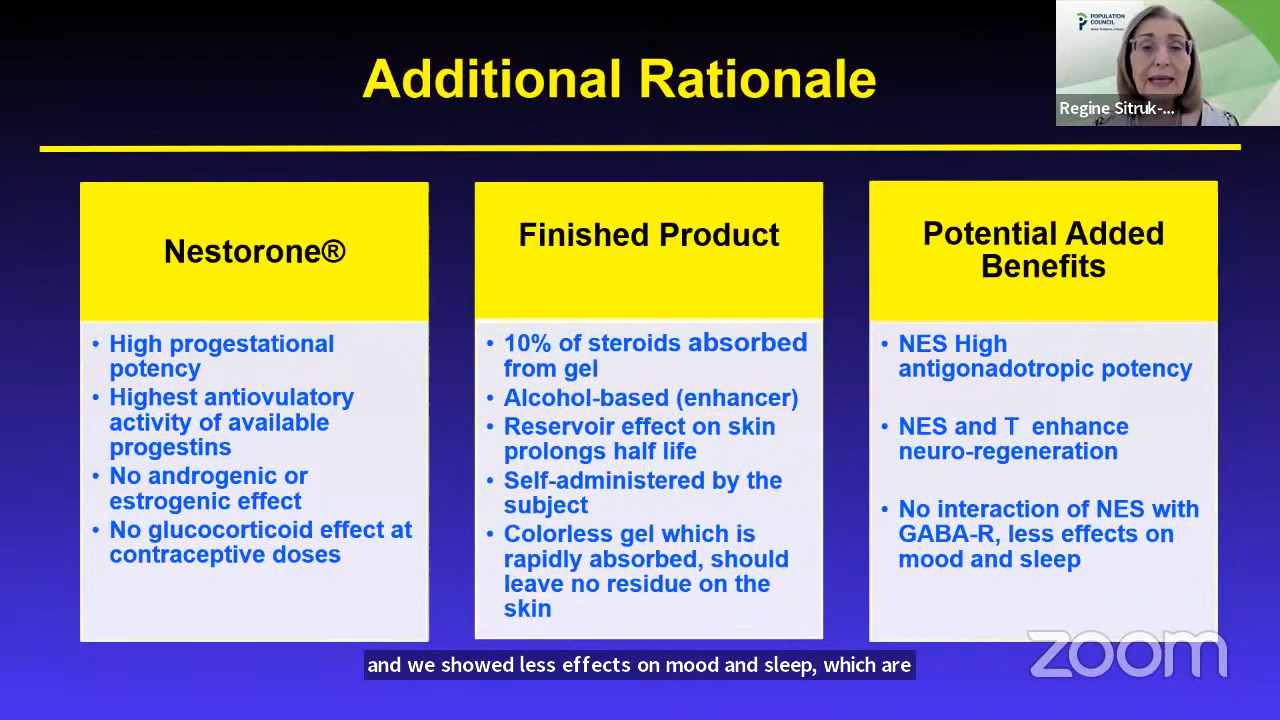 Additional Rationale
POPULATION
COUNCIL
Regine Sitruk-...
Nestorone®
• High progestational
potency
• Highest antiovulatory
activity of available
progestins
• No androgenic or
estrogenic effect
• No glucocorticoid effect at
contraceptive doses
Finished Product
• 10% of steroids absorbed
from gel
• Alcohol-based (enhancer)
• Reservoir effect on skin
prolongs half life
• Self-administered by the
subject
• Colorless gel which is
rapidly absorbed, should
leave no residue on the
skin
Potential Added
Benefits
• NES High
antigonadotropic potency
• NES and T enhance
neuro-regeneration
• No interaction of NES with
GABA-R, less effects on
mood and sleep
zoom
and we showed less effects on mood and sleep, which are